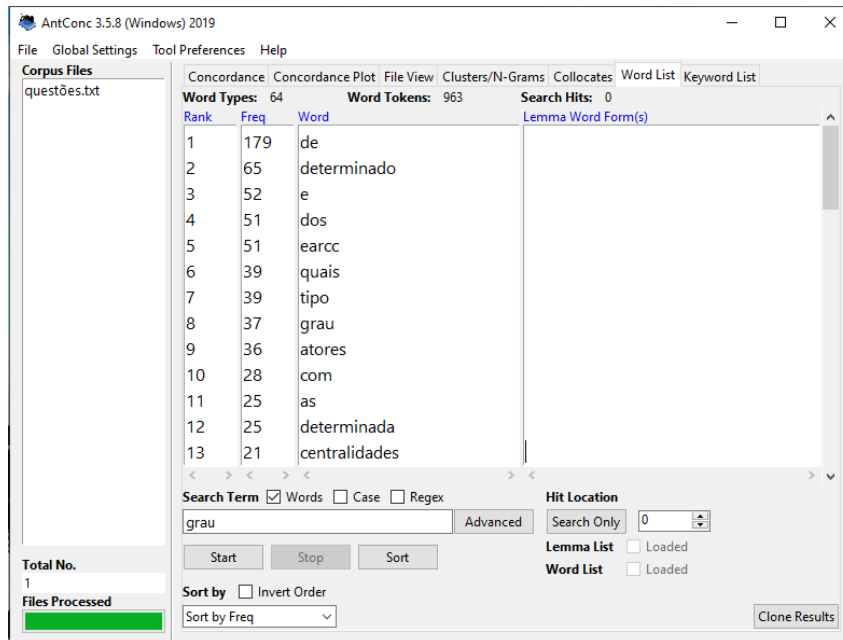 AntConc 3.5.8 (Windows) 2019
File Global Settings Tool Preferences Help
Corpus Files
questões.txt
Concordance Concordance Plot File View Clusters/N-Grams Collocates Word List Keyword List
Word Types: 64 Word Tokens: 963 Search Hits: 0
Rank Freq Word Lemma Word Form(s)
1 179 de
2 65 determinado
3 52 e
4 51 dos
5 51 earcc
6 39 quais
7 39 tipo
8 37 grau
9 36 atores
10 28 com
11 25 as
12 25 determinada
13 21 centralidades
Search Term Words Case Regex Hit Location
grau Advanced Search Only 0
Start Stop Sort Lemma List Loaded
Word List Loaded
Total No.
1
Files Processed
Sort by Invert Order
Sort by Freq Clone Results